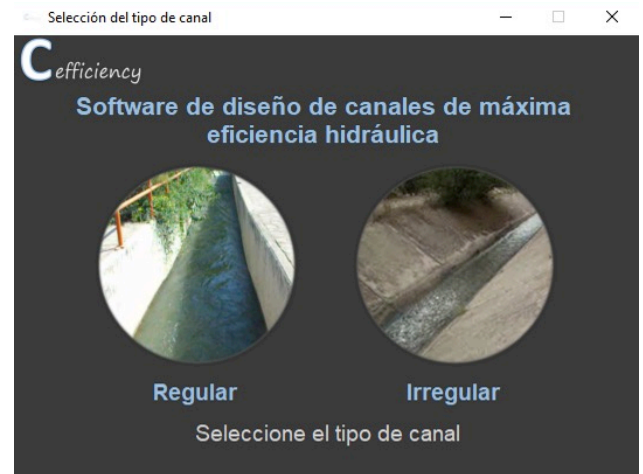 Selección del tipo de canal
C efficiency
Software de diseño de canales de máxima
eficiencia hidráulica
Regular
Irregular
Seleccione el tipo de canal